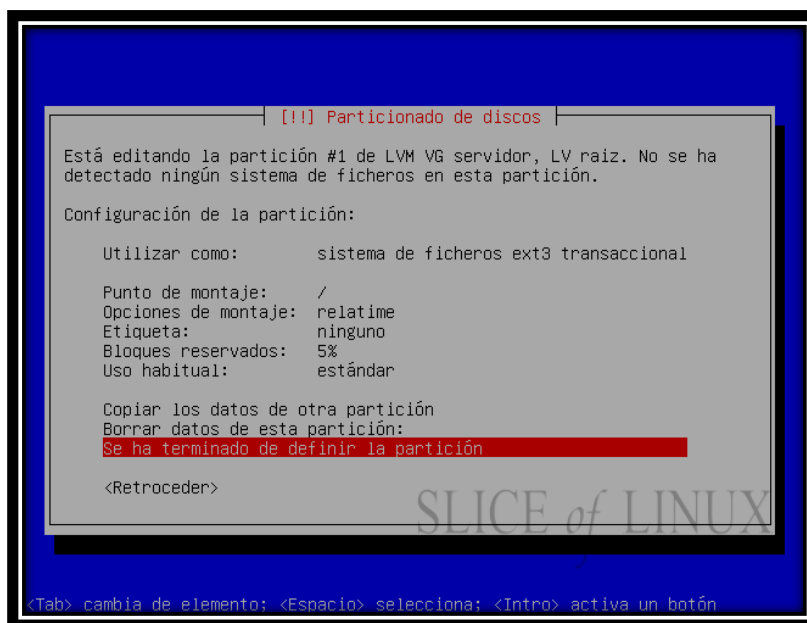 [!!] Particionado de discos
Está editando la partición #1 de LVM VG servidor, LV raiz. No se ha
detectado ningún sistema de ficheros en esta partición.
Configuración de la partición:
Utilizar como: sistema de ficheros ext3 transaccional
Punto de montaje: /
Opciones de montaje: relatime
Etiqueta: ninguno
Bloques reservados: 5%
Uso habitual: estándar
Copiar los datos de otra partición
Borrar datos de esta partición:
Se ha terminado de definir la partición
<Retroceder>
SLICE of LINUX
<Tab> cambia de elemento; <Espacio> selecciona; <Intro> activa un botón